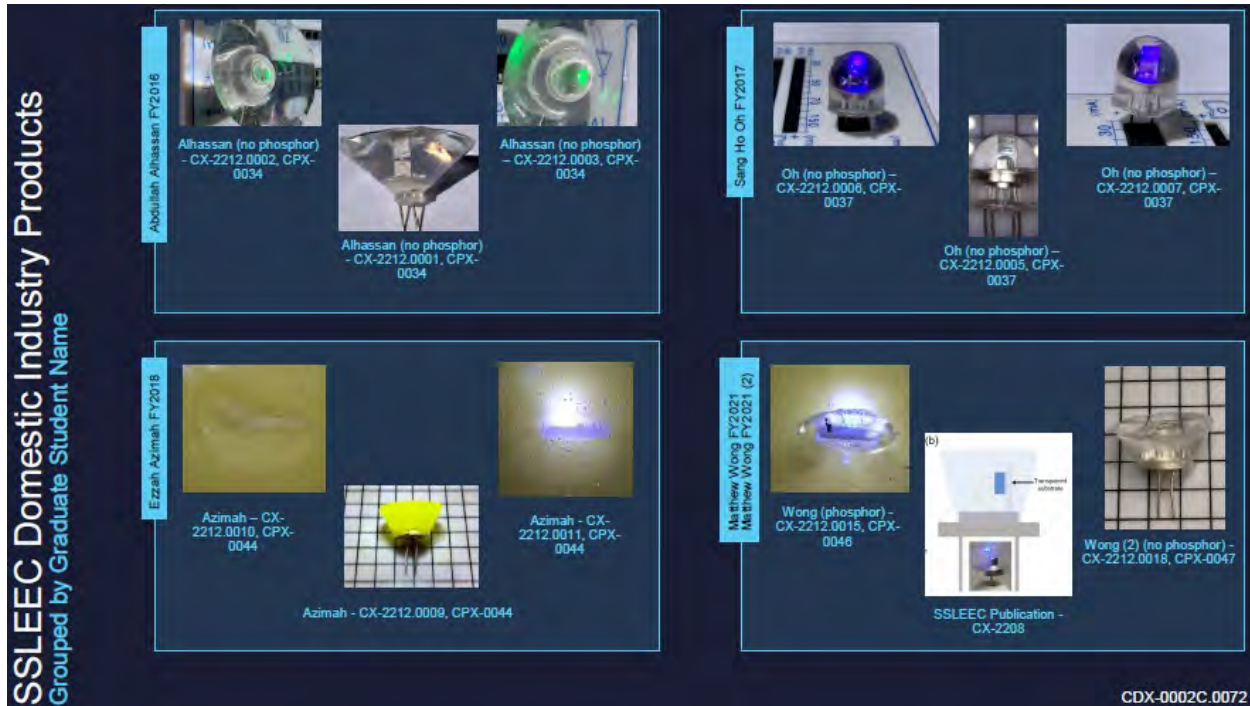 SSLEEC Domestic Industry Products
Grouped by Graduate Student Name
Abdullah Alhassan FY2016
Alhassan (no phosphor)
- CX-2212.0002, CPX-
0034
Alhassan (no phosphor)
– CX-2212.0003, CPX-
0034
Alhassan (no phosphor)
- CX-2212.0001, CPX-
0034
Sang Ho Oh FY2017
Oh (no phosphor) –
CX-2212.0006, CPX-
0037
Oh (no phosphor) –
CX-2212.0007, CPX-
0037
Oh (no phosphor) –
CX-2212.0005, CPX-
0037
Ezzah Azimah FY2018
Azimah – CX-
2212.0010, CPX-
0044
Azimah - CX-
2212.0011, CPX-
0044
Azimah - CX-2212.0009, CPX-0044
Matthew Wong FY2021
Matthew Wong FY2021 (2)
Wong (phosphor) -
CX-2212.0015, CPX-
0046
(b)
Transparent
substrate
SSLEEC Publication -
CX-2208
Wong (2) (no phosphor) -
CX-2212.0018, CPX-0047
CDX-0002C.0072